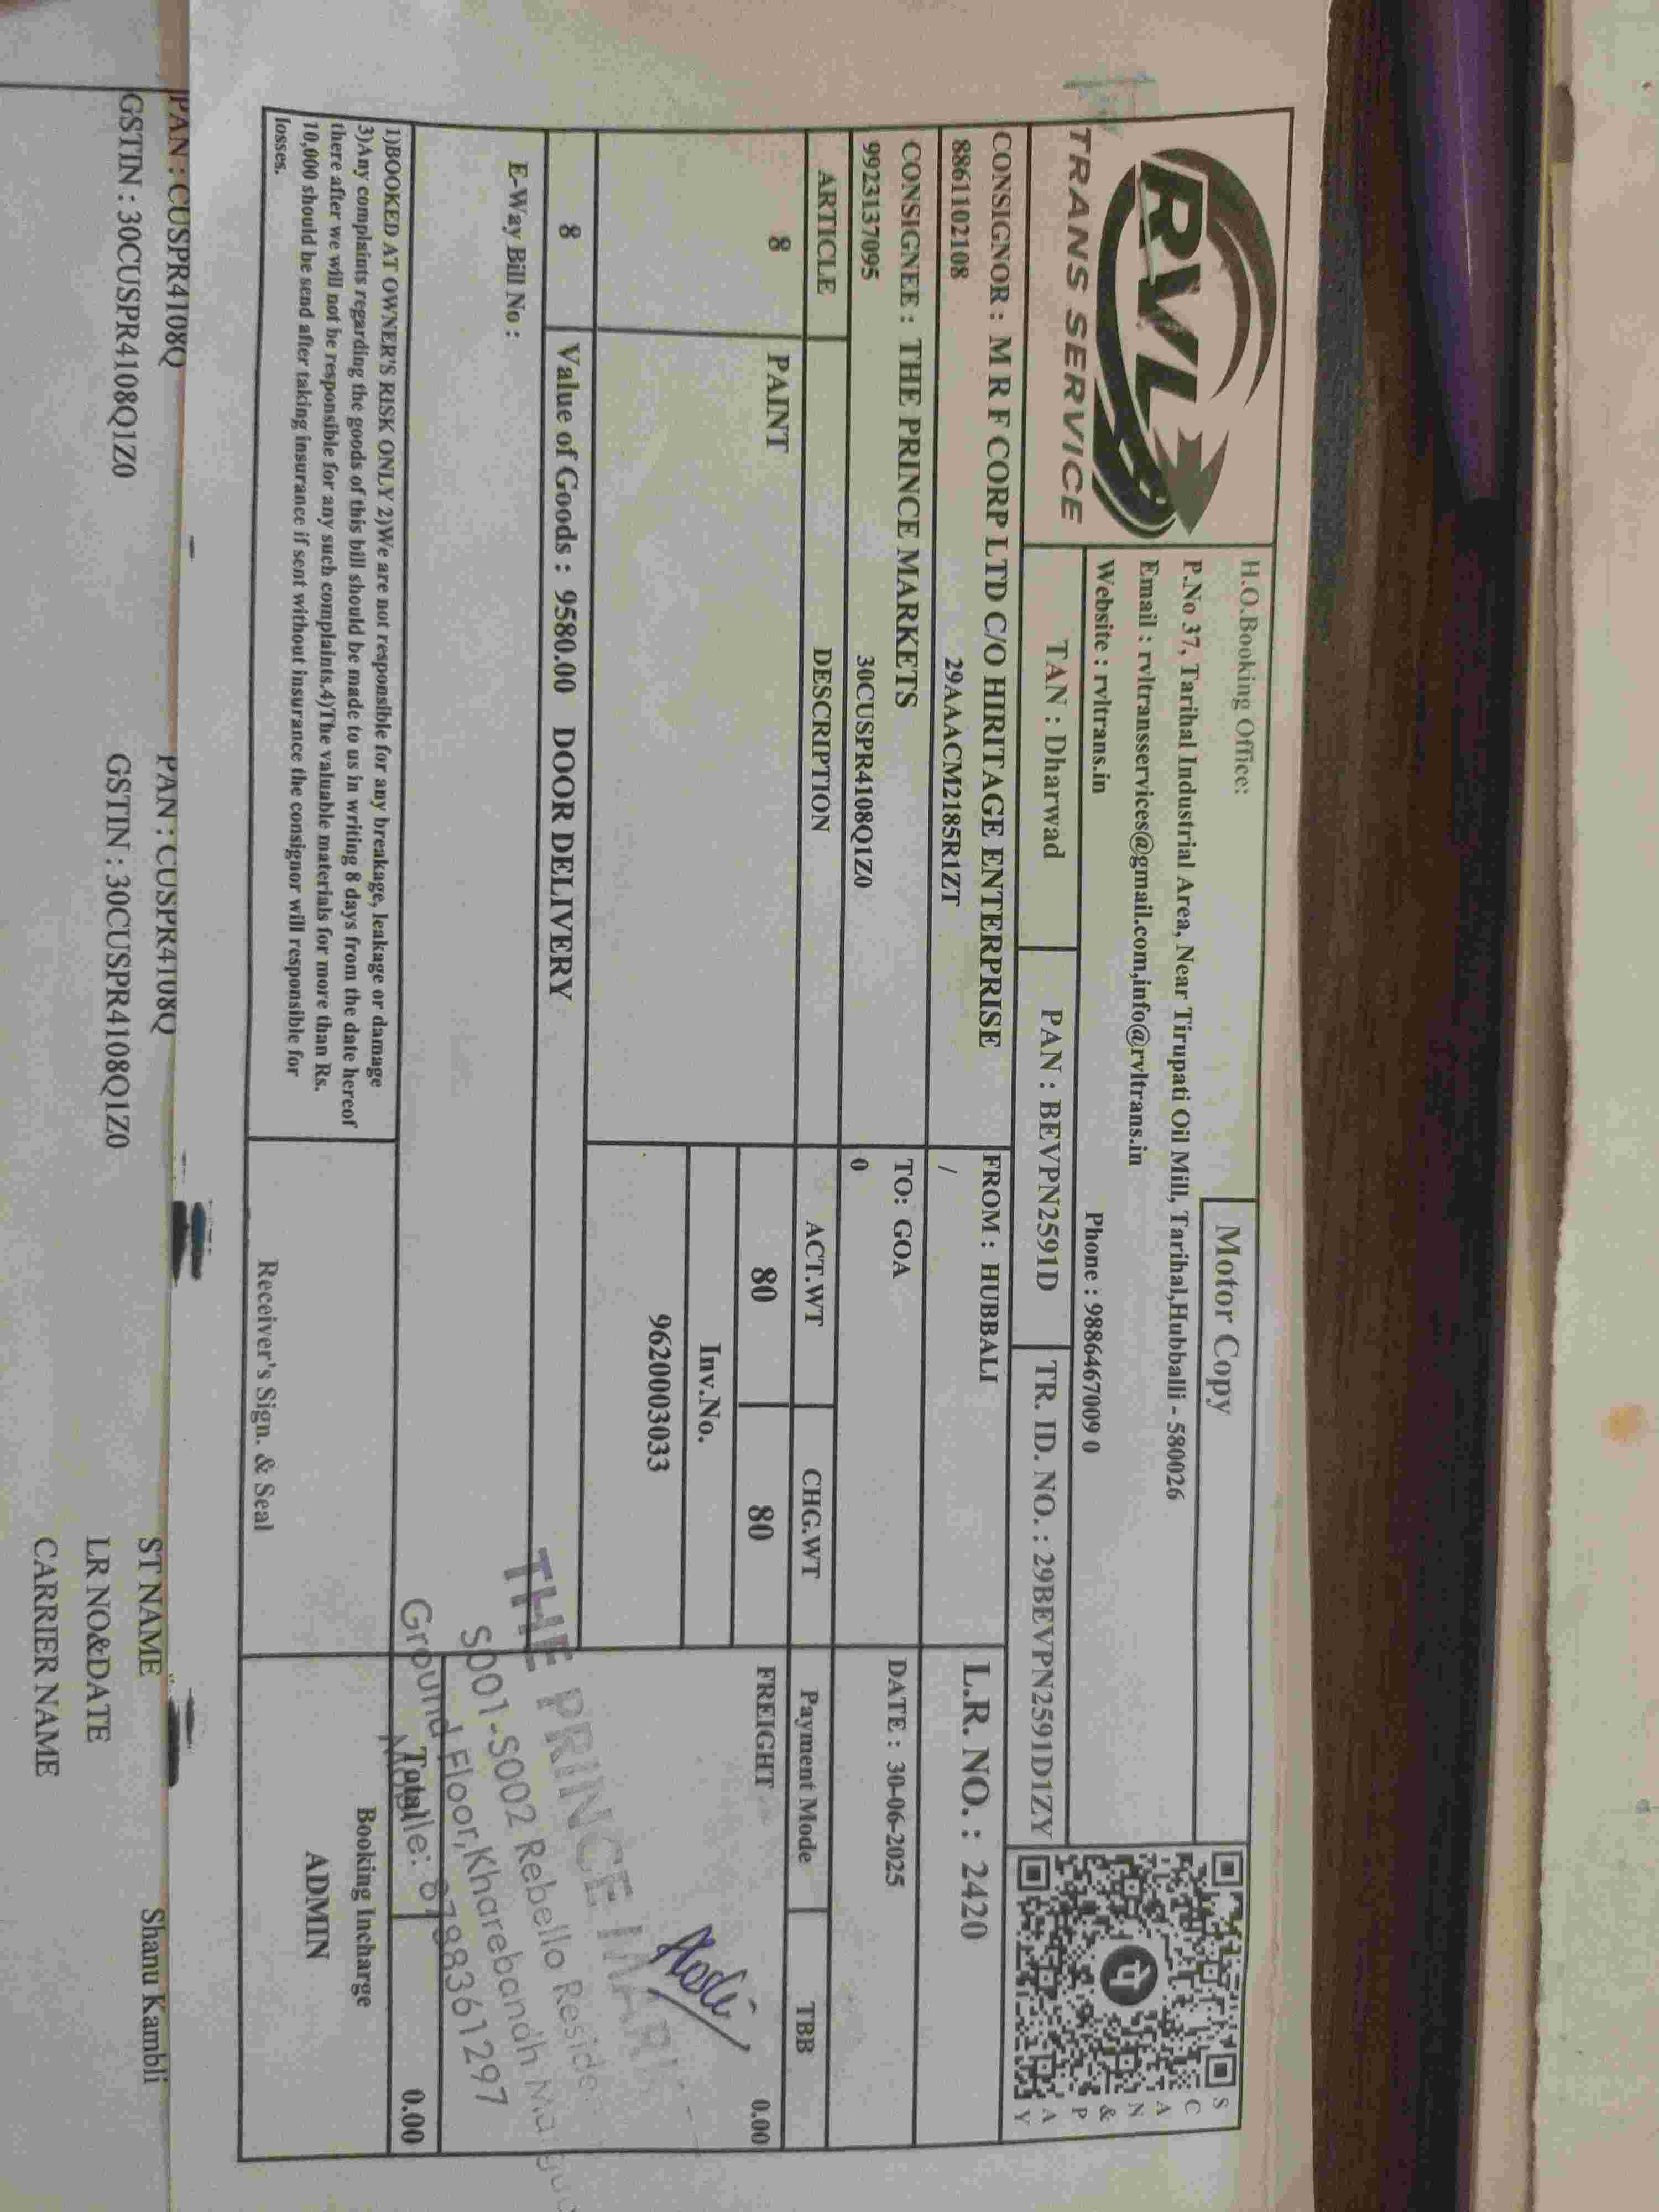 RVL
TRANS SERVICE
Motor Copy
H.O.Booking Office:
P.No 37, Tarihal Industrial Area, Near Tirupati Oil Mill, Tarihal,Hubballi - 580026
Email : rvltransservices@gmail.com,info@rvltrans.in
Website : rvltrans.in Phone : 9886467009 0
SCAN & PAY
TAN : Dharwad PAN : BEVPN2591D TR. ID. NO. : 29BEVPN2591D1ZY
CONSIGNOR : M R F CORP LTD C/O HIRITAGE ENTERPRISE FROM : HUBBALI L.R. NO. : 2420
8861102108 29AAACM2185R1ZT /
CONSIGNEE : THE PRINCE MARKETS TO: GOA DATE : 30-06-2025
9923137095 30CUSPR4108Q1Z0 0
ARTICLE DESCRIPTION ACT.WT CHG.WT Payment Mode TBB
8 PAINT 80 80 FREIGHT 0.00
Inv.No.
9620003033
8 Value of Goods : 9580.00 DOOR DELIVERY
THE PRINCE
S001-S002 Rebello
Ground Floor,Kharebandh
8788361297
E-Way Bill No :
Total : 0.00
1)BOOKED AT OWNER'S RISK ONLY 2)We are not responsible for any breakage, leakage or damage
3)Any complaints regarding the goods of this bill should be made to us in writing 8 days from the date hereof
there after we will not be responsible for any such complaints.4)The valuable materials for more than Rs.
10,000 should be send after taking insurance if sent without insurance the consignor will responsible for
losses.
Receiver's Sign. & Seal
Booking Incharge
ADMIN
PAN : CUSPR4108Q PAN : CUSPR4108Q ST NAME Shanu Kambli
GSTIN : 30CUSPR4108Q1Z0 GSTIN : 30CUSPR4108Q1Z0 LR NO&DATE
CARRIER NAME